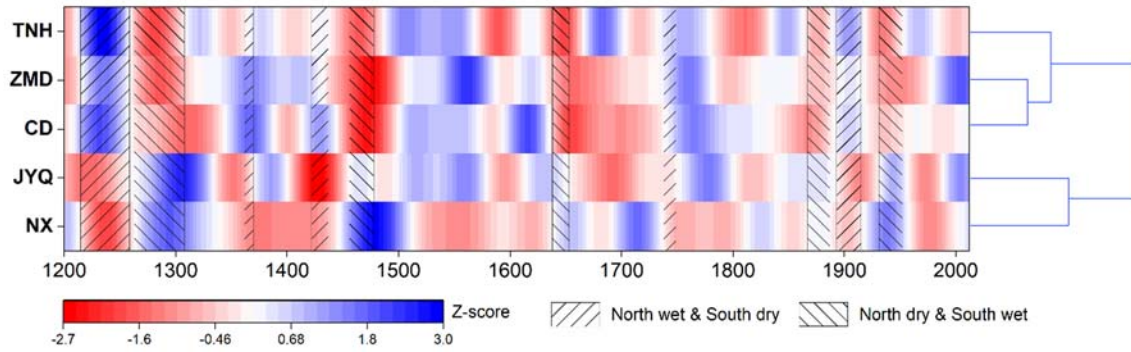 TNH
ZMD
CD
JYQ
NX
1200 1300 1400 1500 1600 1700 1800 1900 2000
Z-score North wet & South dry North dry & South wet
-2.7 -1.6 -0.46 0.68 1.8 3.0